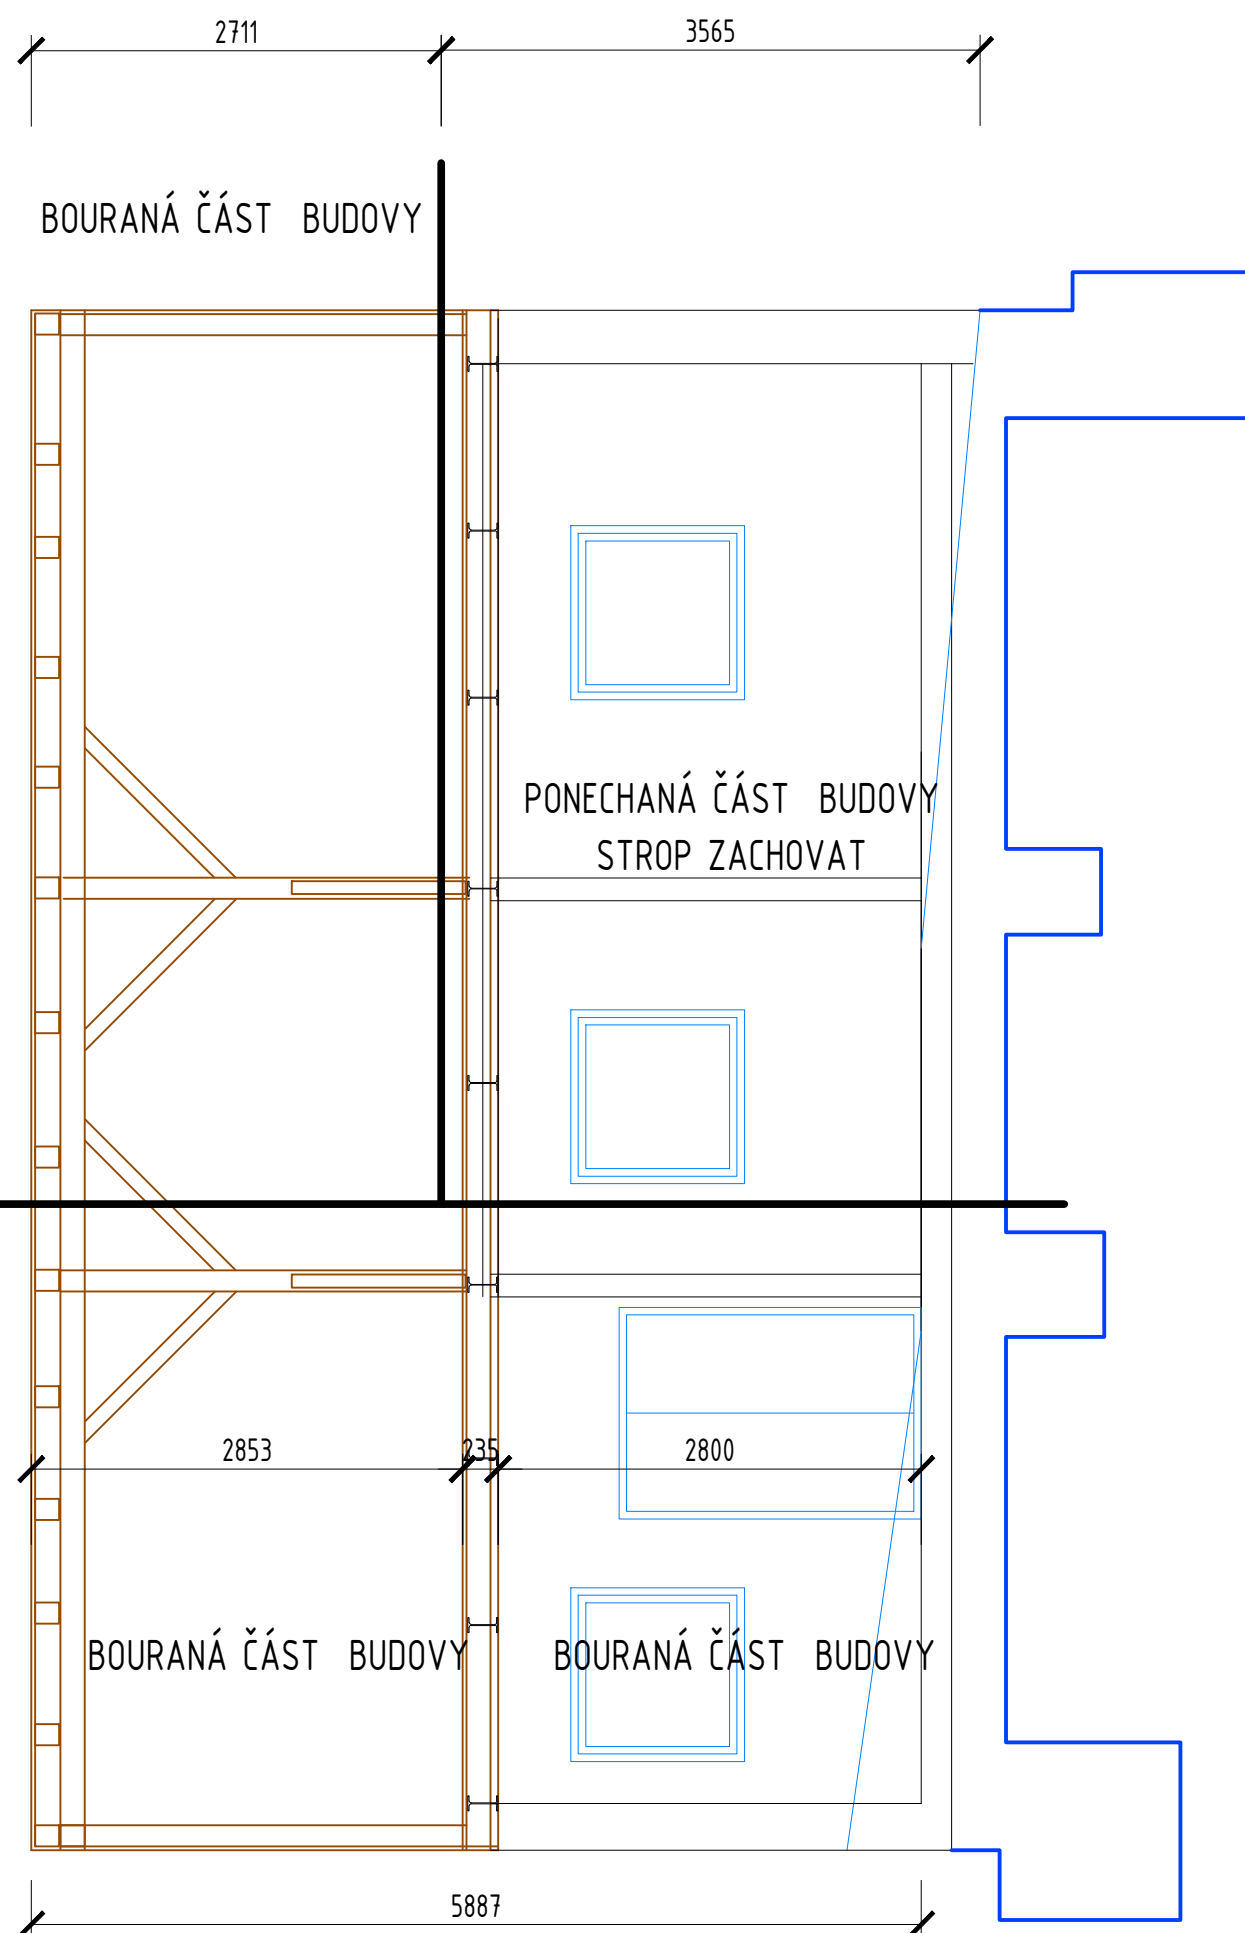 2711
3565
BOURANÁ ČÁST BUDOVY
PONECHANÁ ČÁST BUDOVY
STROP ZACHOVAT
2853
235
2800
BOURANÁ ČÁST BUDOVY
BOURANÁ ČÁST BUDOVY
5887